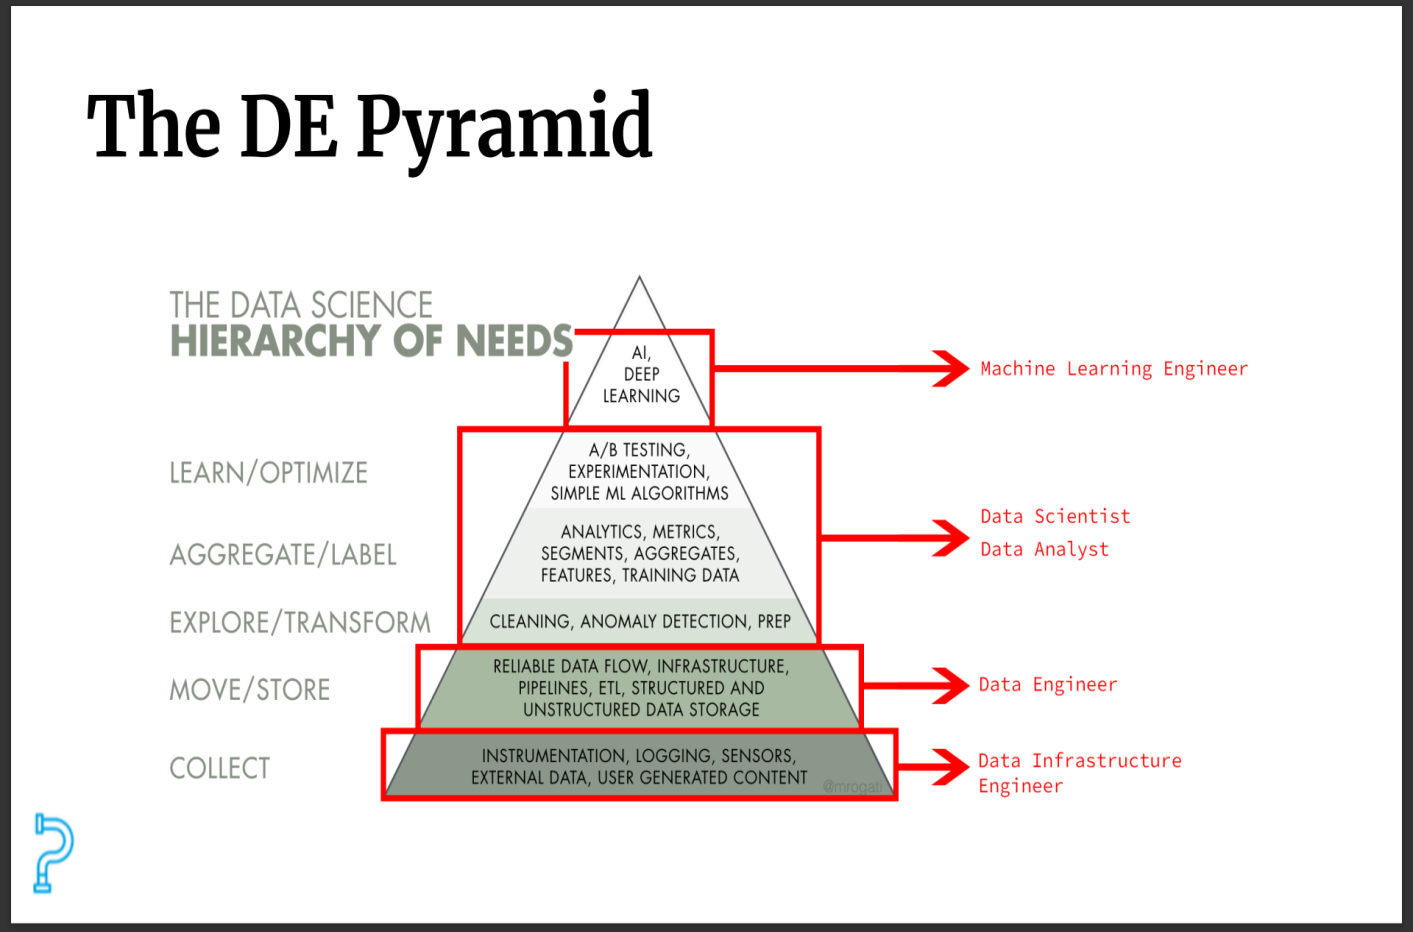 The DE Pyramid
THE DATA SCIENCE
HIERARCHY OF NEEDS
AI,
DEEP
LEARNING
Machine Learning Engineer
LEARN/OPTIMIZE
A/B TESTING,
EXPERIMENTATION,
SIMPLE ML ALGORITHMS
Data Scientist
Data Analyst
AGGREGATE/LABEL
ANALYTICS, METRICS,
SEGMENTS, AGGREGATES,
FEATURES, TRAINING DATA
EXPLORE/TRANSFORM
CLEANING, ANOMALY DETECTION, PREP
MOVE/STORE
RELIABLE DATA FLOW, INFRASTRUCTURE,
PIPELINES, ETL, STRUCTURED AND
UNSTRUCTURED DATA STORAGE
Data Engineer
COLLECT
INSTRUMENTATION, LOGGING, SENSORS,
EXTERNAL DATA, USER GENERATED CONTENT
@mrogati
Data Infrastructure
Engineer